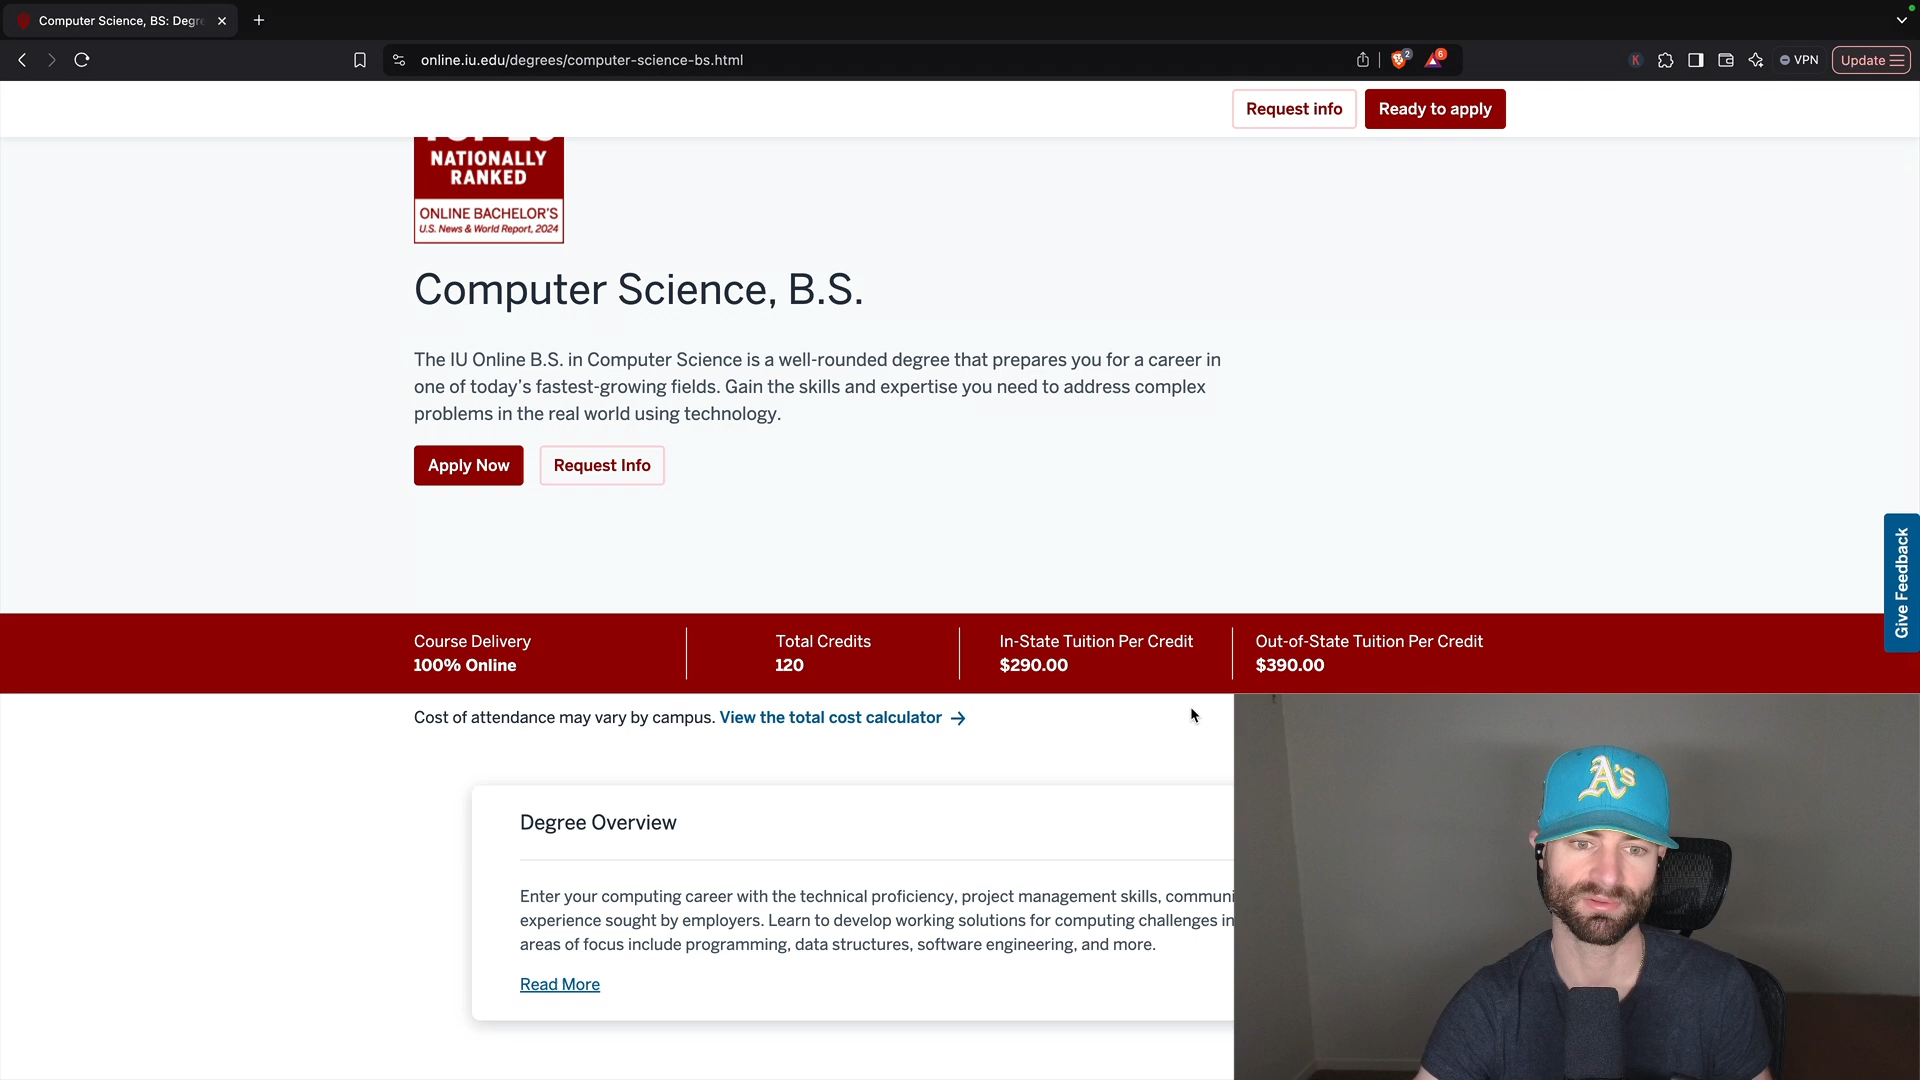 Computer Science, BS: Degr
online.iu.edu/degrees/computer-science-bs.html
2
6
K
VPN
Update
Request info
Ready to apply
NATIONALLY
RANKED
ONLINE BACHELOR'S
U.S. News & World Report, 2024
Computer Science, B.S.
The IU Online B.S. in Computer Science is a well-rounded degree that prepares you for a career in
one of today's fastest-growing fields. Gain the skills and expertise you need to address complex
problems in the real world using technology.
Apply Now
Request Info
Give Feedback
Course Delivery
100% Online
Total Credits
120
In-State Tuition Per Credit
$290.00
Out-of-State Tuition Per Credit
$390.00
Cost of attendance may vary by campus. View the total cost calculator →
Degree Overview
Enter your computing career with the technical proficiency, project management skills, communi
experience sought by employers. Learn to develop working solutions for computing challenges in
areas of focus include programming, data structures, software engineering, and more.
Read More
A's